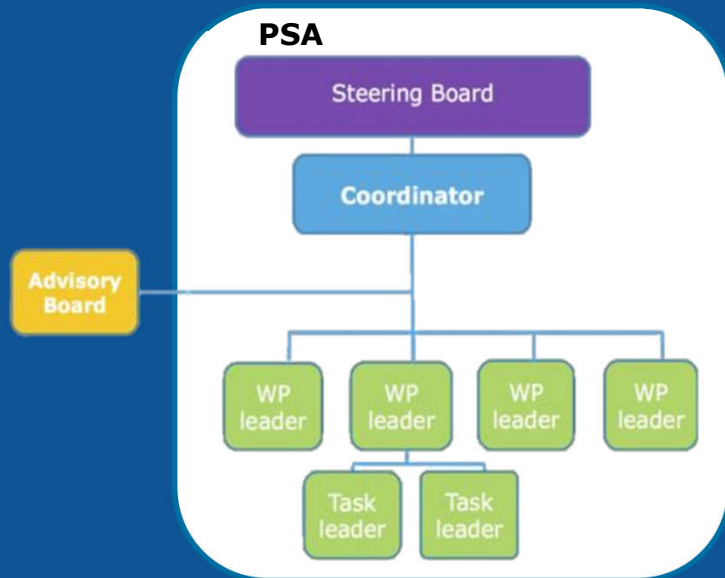 PSA
Steering Board
Coordinator
Advisory
Board
WP
leader
WP
leader
WP
leader
WP
leader
Task
leader
Task
leader